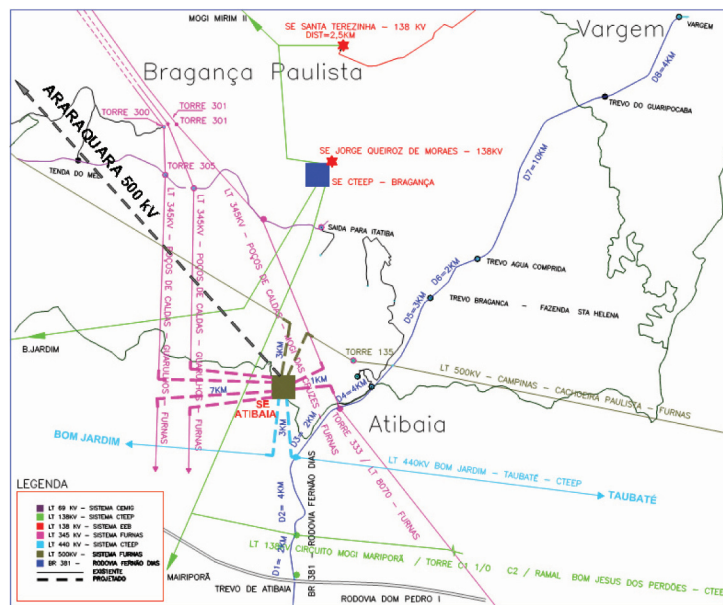 MOGI MIRIM II
SE SANTA TEREZINHA - 138 KV
DIST=2,5KM
Vargem
VARGEM
D8=4KM
Bragança Paulista
TORRE 301
TORRE 300
TORRE 301
TREVO DO GUARIPOCABA
ARARAQUARA 500 kV
TORRE 305
TENDA DO MEL
SE JORGE QUEIROZ DE MORAES - 138KV
SE CTEEP - BRAGANÇA
D7=10KM
SAIDA PARA ITATIBA
LT 345KV - POÇOS DE CALDAS - GUARULHOS - FURNAS
LT 345KV - POÇOS DE CALDAS - GUARULHOS - FURNAS
LT 345KV - POÇOS DE CALDAS - MOGI DAS CRUZES - FURNAS
TREVO AGUA COMPRIDA
D6=2KM
D5=3KM
TREVO BRAGANCA - FAZENDA STA HELENA
B.JARDIM
3KM
TORRE 135
LT 500KV - CAMPINAS - CACHOEIRA PAULISTA - FURNAS
7KM
1KM
D4=4KM
SE
ATIBAIA
Atibaia
3KM
D3= 2KM
TORRE 333 / LT 8070 - FURNAS
BOM JARDIM
LT 440KV BOM JARDIM - TAUBATÉ - CTEEP
TAUBATÉ
LEGENDA
LT 69 KV - SISTEMA CEMIG
LT 138KV - SISTEMA CTEEP
LT 138 KV - SISTEMA EEB
LT 345 KV - SISTEMA FURNAS
LT 440 KV - SISTEMA CTEEP
LT 500KV - SISTEMA FURNAS
BR 381 - RODOVIA FERNÃO DIAS
EXISTENTE
PROJETADO
D2= 4KM
D1= 2KM
BR 381 - RODOVIA FERNÃO DIAS
LT 138KV CIRCUITO MOGI MARIPORÃ / TORRE C1 1/0 C2 / RAMAL BOM JESUS DOS PERDÕES - CTEE
MAIRIPORÃ
TREVO DE ATIBAIA
RODOVIA DOM PEDRO I